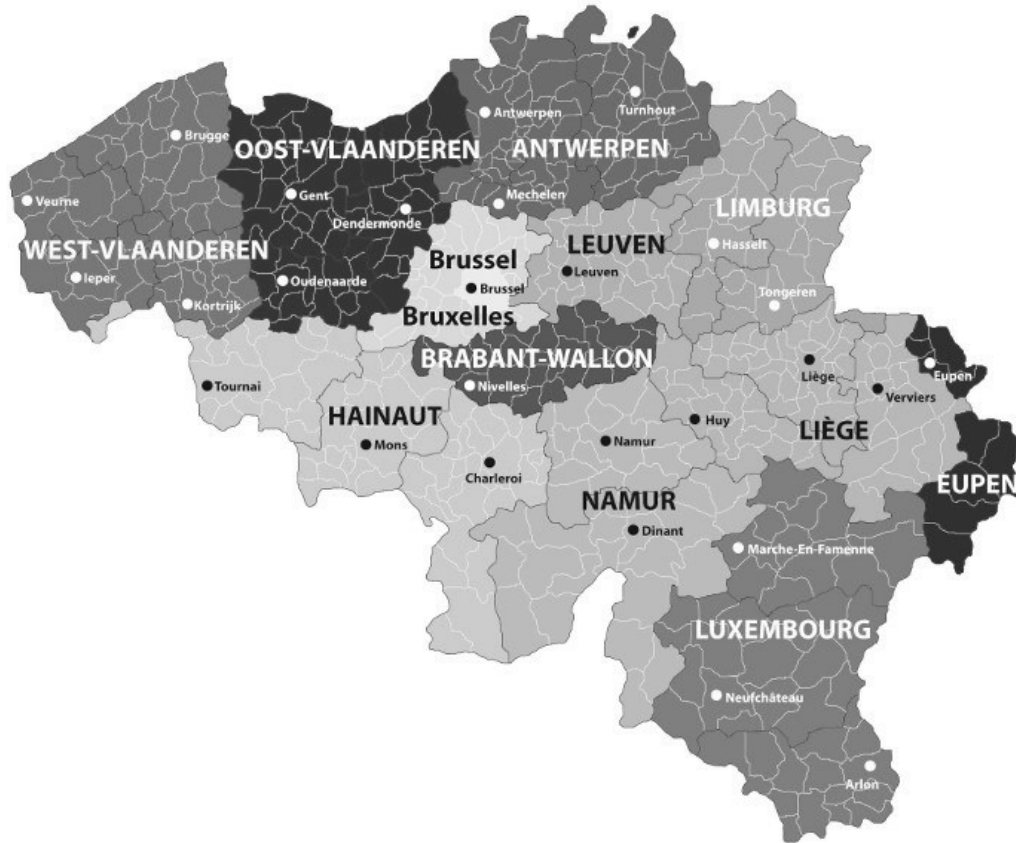 Antwerpen
Turnhout
Brugge
OOST-VLAANDEREN
ANTWERPEN
Veurne
Gent
Mechelen
Dendermonde
LIMBURG
WEST-VLAANDEREN
LEUVEN
Hasselt
Ieper
Oudenaarde
Brussel
Brussel
Leuven
Kortrijk
Tongeren
Bruxelles
BRABANT-WALLON
Liège
Eupen
Tournai
Nivelles
Verviers
HAINAUT
Huy
LIÈGE
Mons
Namur
Charleroi
EUPEN
NAMUR
Dinant
Marche-En-Famenne
LUXEMBOURG
Neufchâteau
Arlon